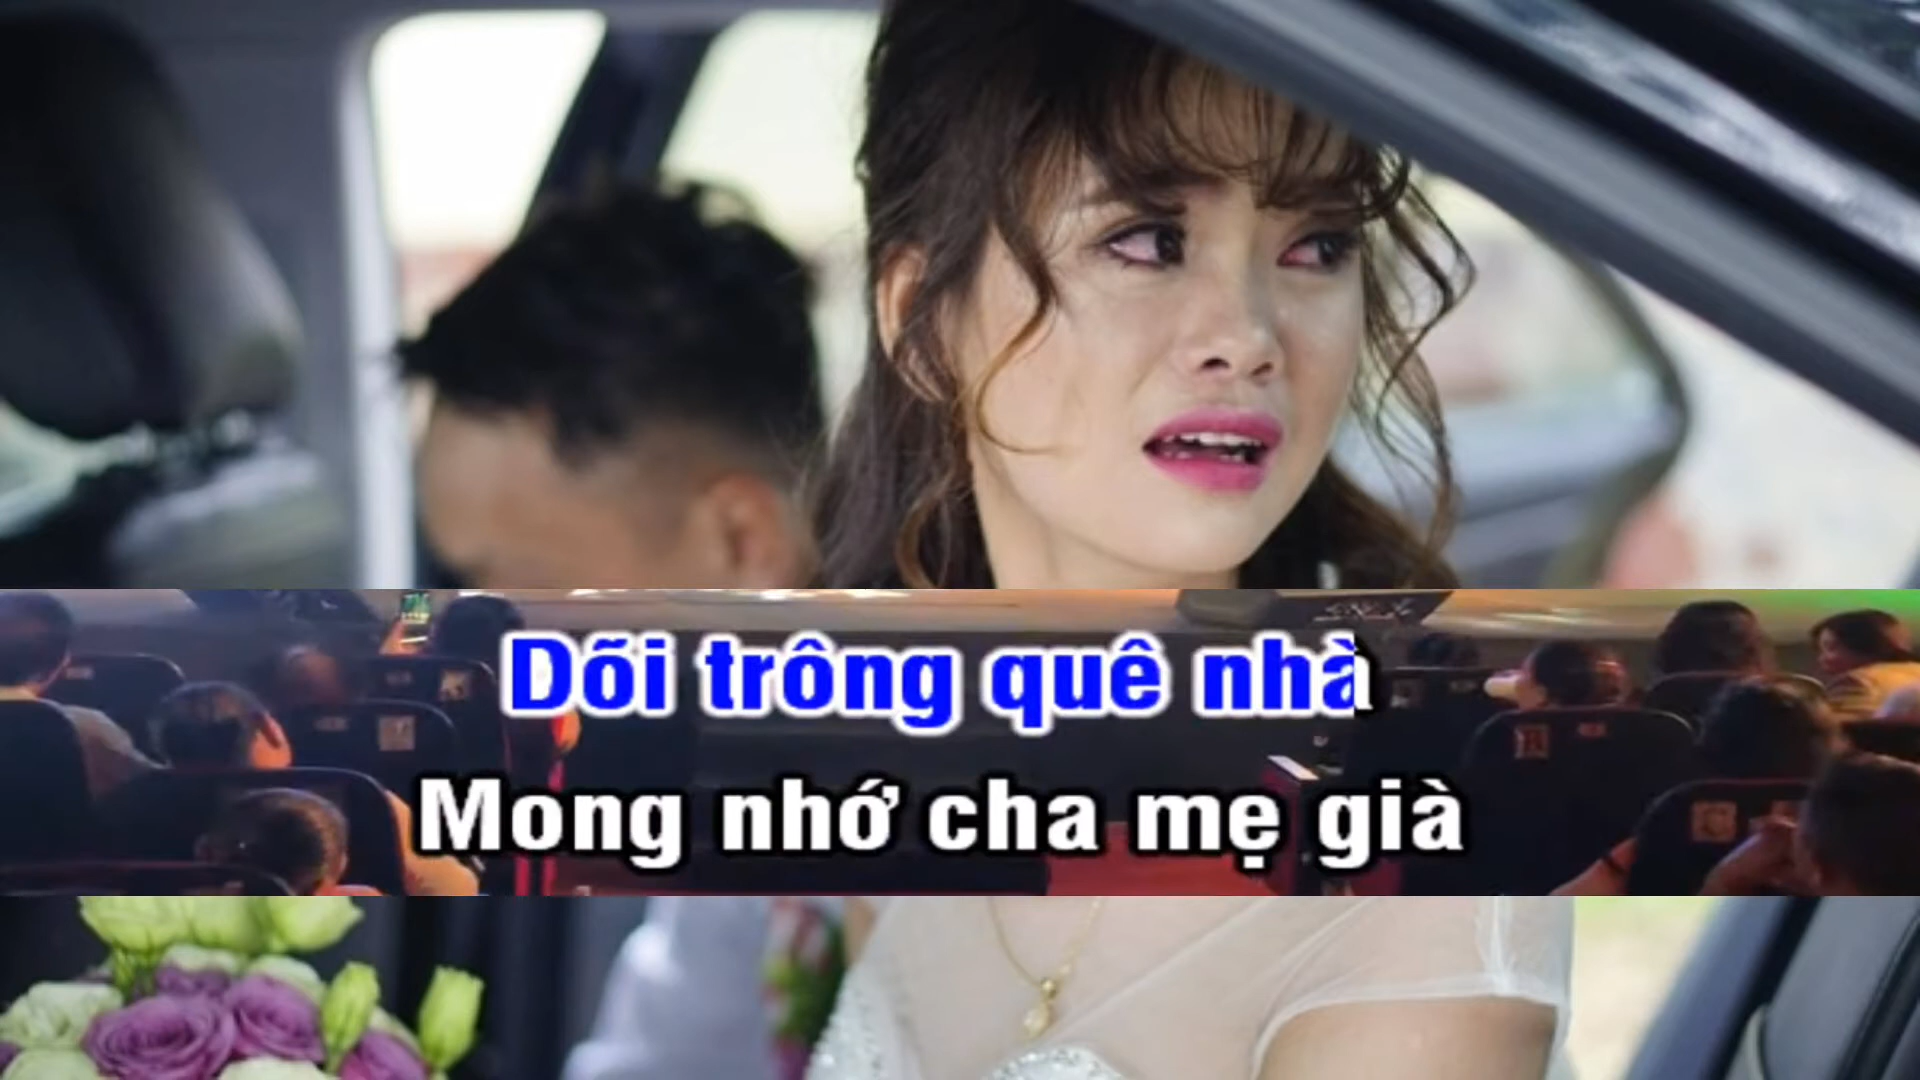 Dõi trông quê nhà
Mong nhớ cha mẹ già